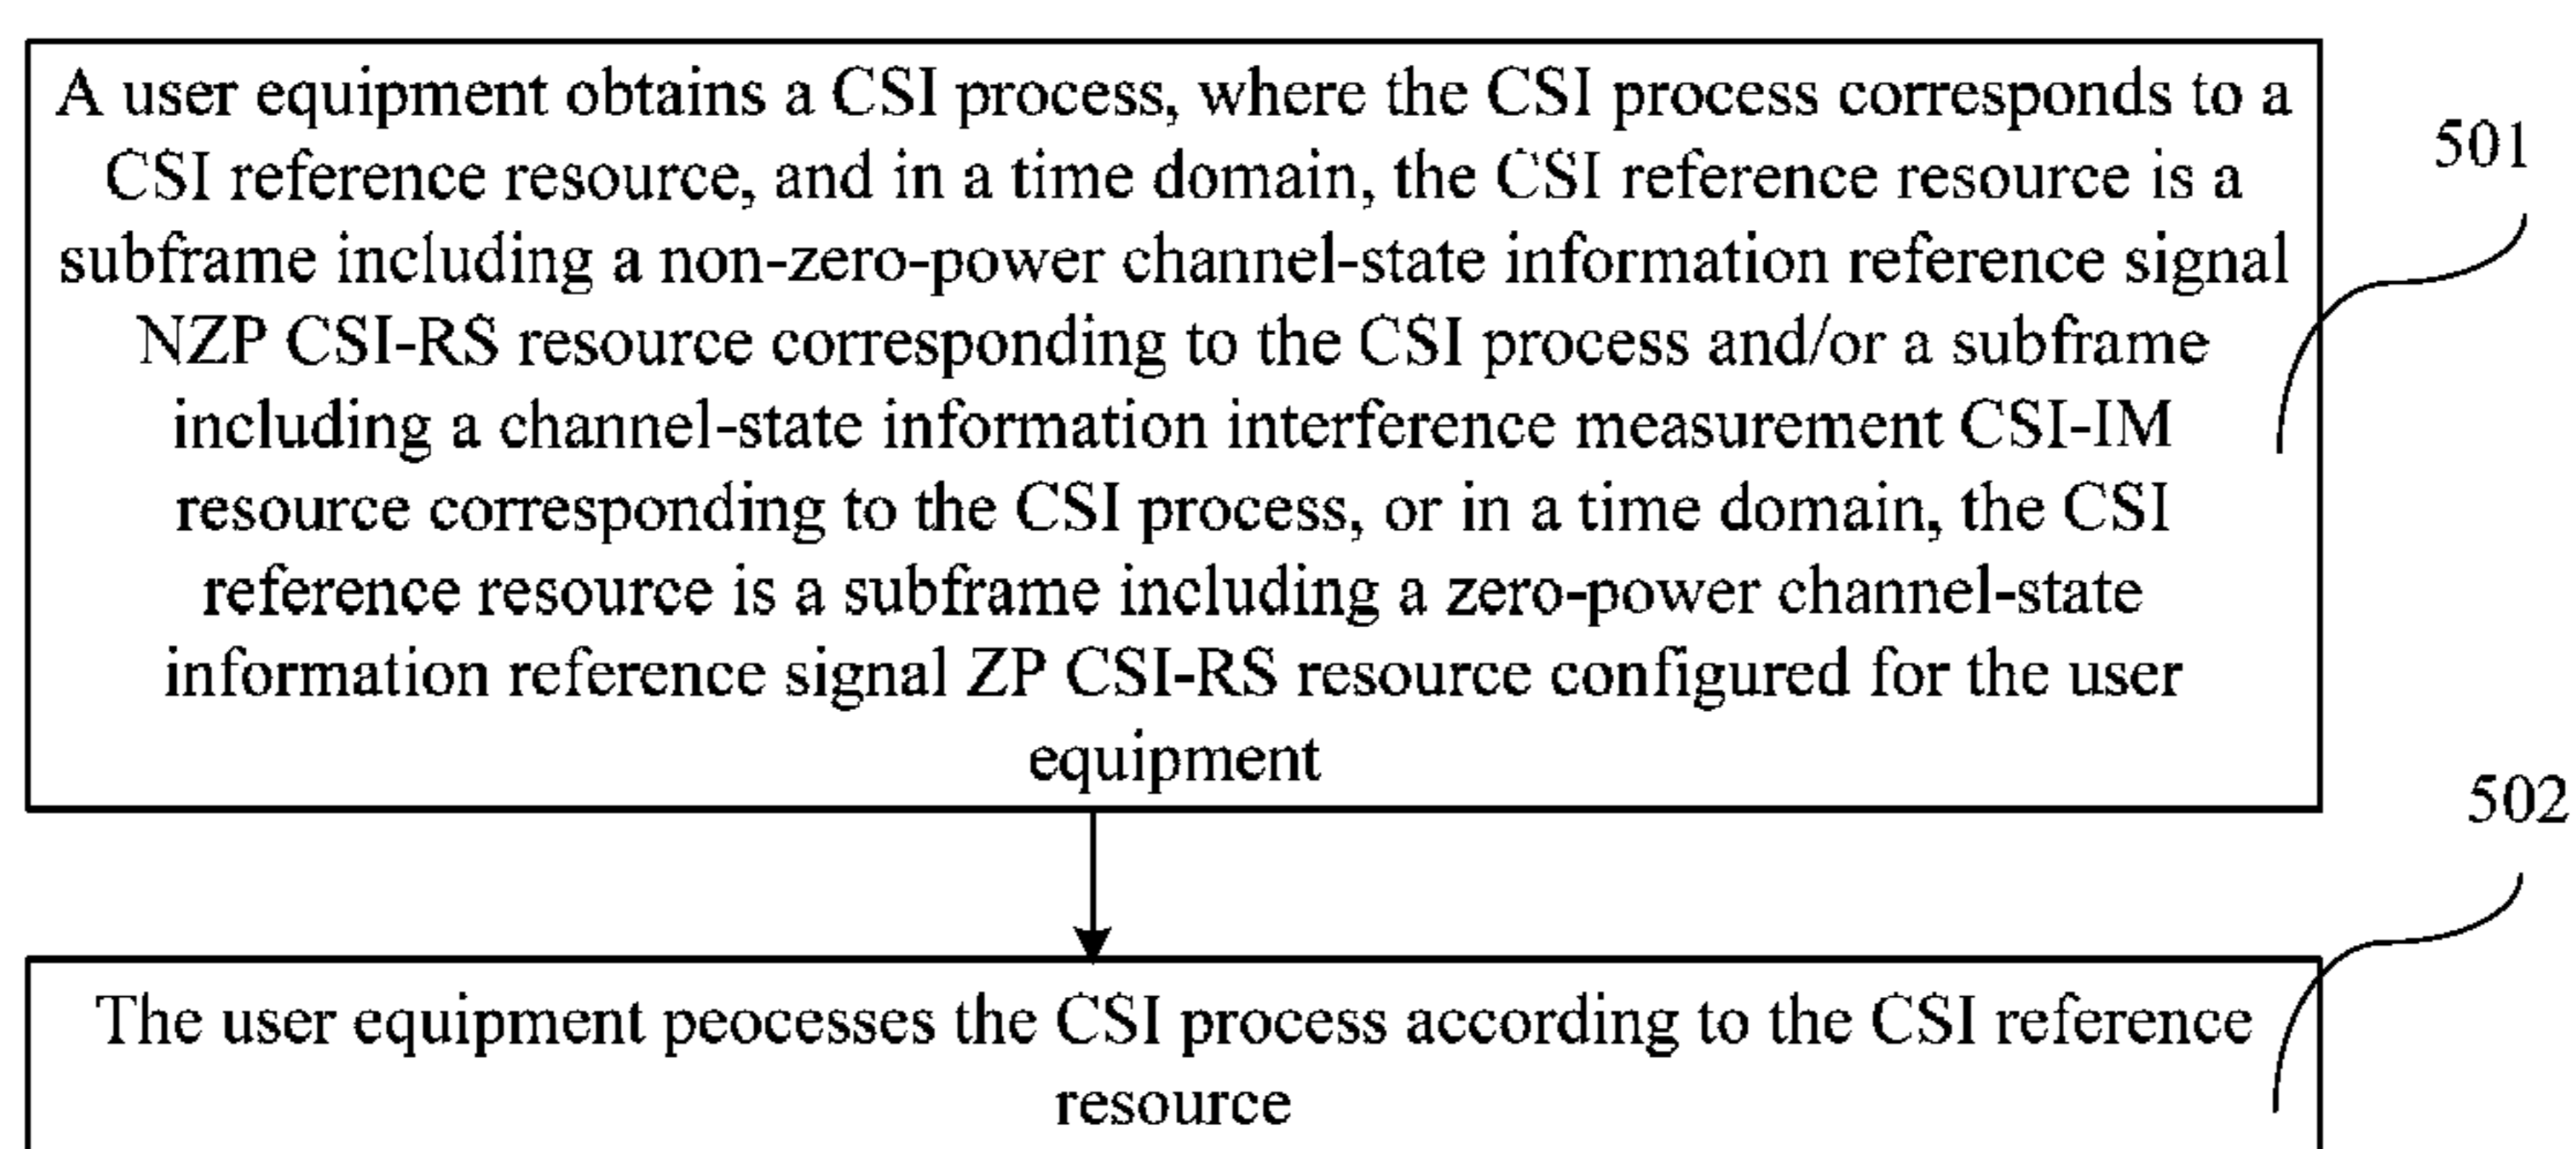 A user equipment obtains a CSI process, where the CSI process corresponds to a
CSI reference resource, and in a time domain, the CSI reference resource is a
subframe including a non-zero-power channel-state information reference signal
NZP CSI-RS resource corresponding to the CSI process and/or a subframe
including a channel-state information interference measurement CSI-IM
resource corresponding to the CSI process, or in a time domain, the CSI
reference resource is a subframe including a zero-power channel-state
information reference signal ZP CSI-RS resource configured for the user
equipment
501
502
The user equipment peocesses the CSI process according to the CSI reference
resource